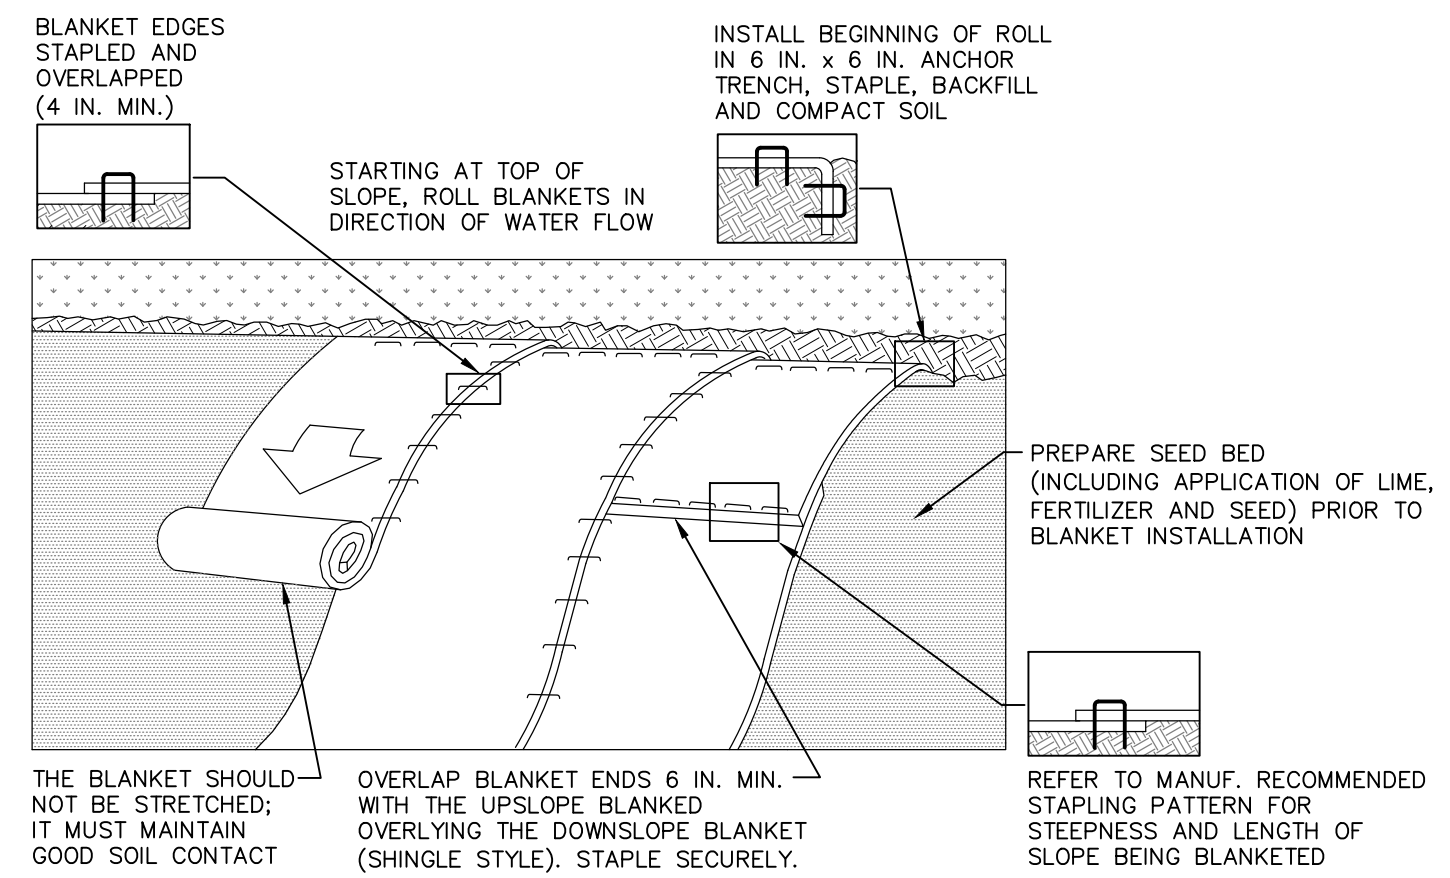 BLANKET EDGES
STAPLED AND
OVERLAPPED
(4 IN. MIN.)
INSTALL BEGINNING OF ROLL
IN 6 IN. x 6 IN. ANCHOR
TRENCH, STAPLE, BACKFILL
AND COMPACT SOIL
STARTING AT TOP OF
SLOPE, ROLL BLANKETS IN
DIRECTION OF WATER FLOW
PREPARE SEED BED
(INCLUDING APPLICATION OF LIME,
FERTILIZER AND SEED) PRIOR TO
BLANKET INSTALLATION
THE BLANKET SHOULD
NOT BE STRETCHED;
IT MUST MAINTAIN
GOOD SOIL CONTACT
OVERLAP BLANKET ENDS 6 IN. MIN.
WITH THE UPSLOPE BLANKED
OVERLYING THE DOWNSLOPE BLANKET
(SHINGLE STYLE). STAPLE SECURELY.
REFER TO MANUF. RECOMMENDED
STAPLING PATTERN FOR
STEEPNESS AND LENGTH OF
SLOPE BEING BLANKETED